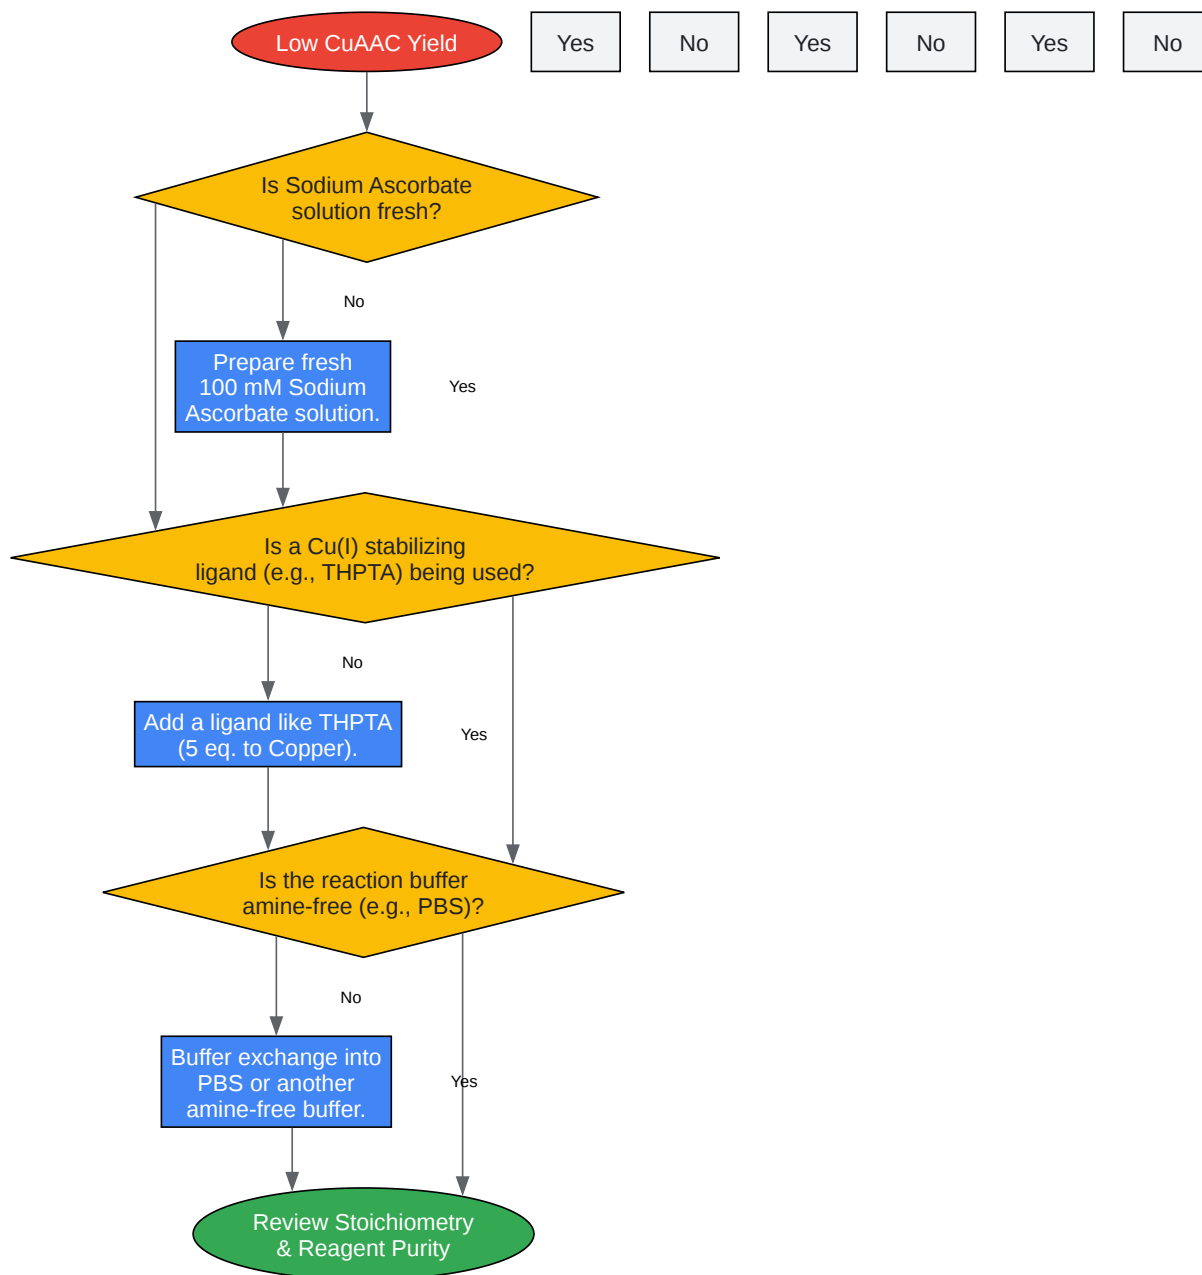 Low CuAAC Yield
Yes
No
Yes
No
Yes
No
Is Sodium Ascorbate
solution fresh?
No
Prepare fresh
100 mM Sodium
Ascorbate solution.
Yes
Is a Cu(I) stabilizing
ligand (e.g., THPTA) being used?
No
Add a ligand like THPTA
(5 eq. to Copper).
Yes
Is the reaction buffer
amine-free (e.g., PBS)?
No
Buffer exchange into
PBS or another
amine-free buffer.
Yes
Review Stoichiometry
& Reagent Purity